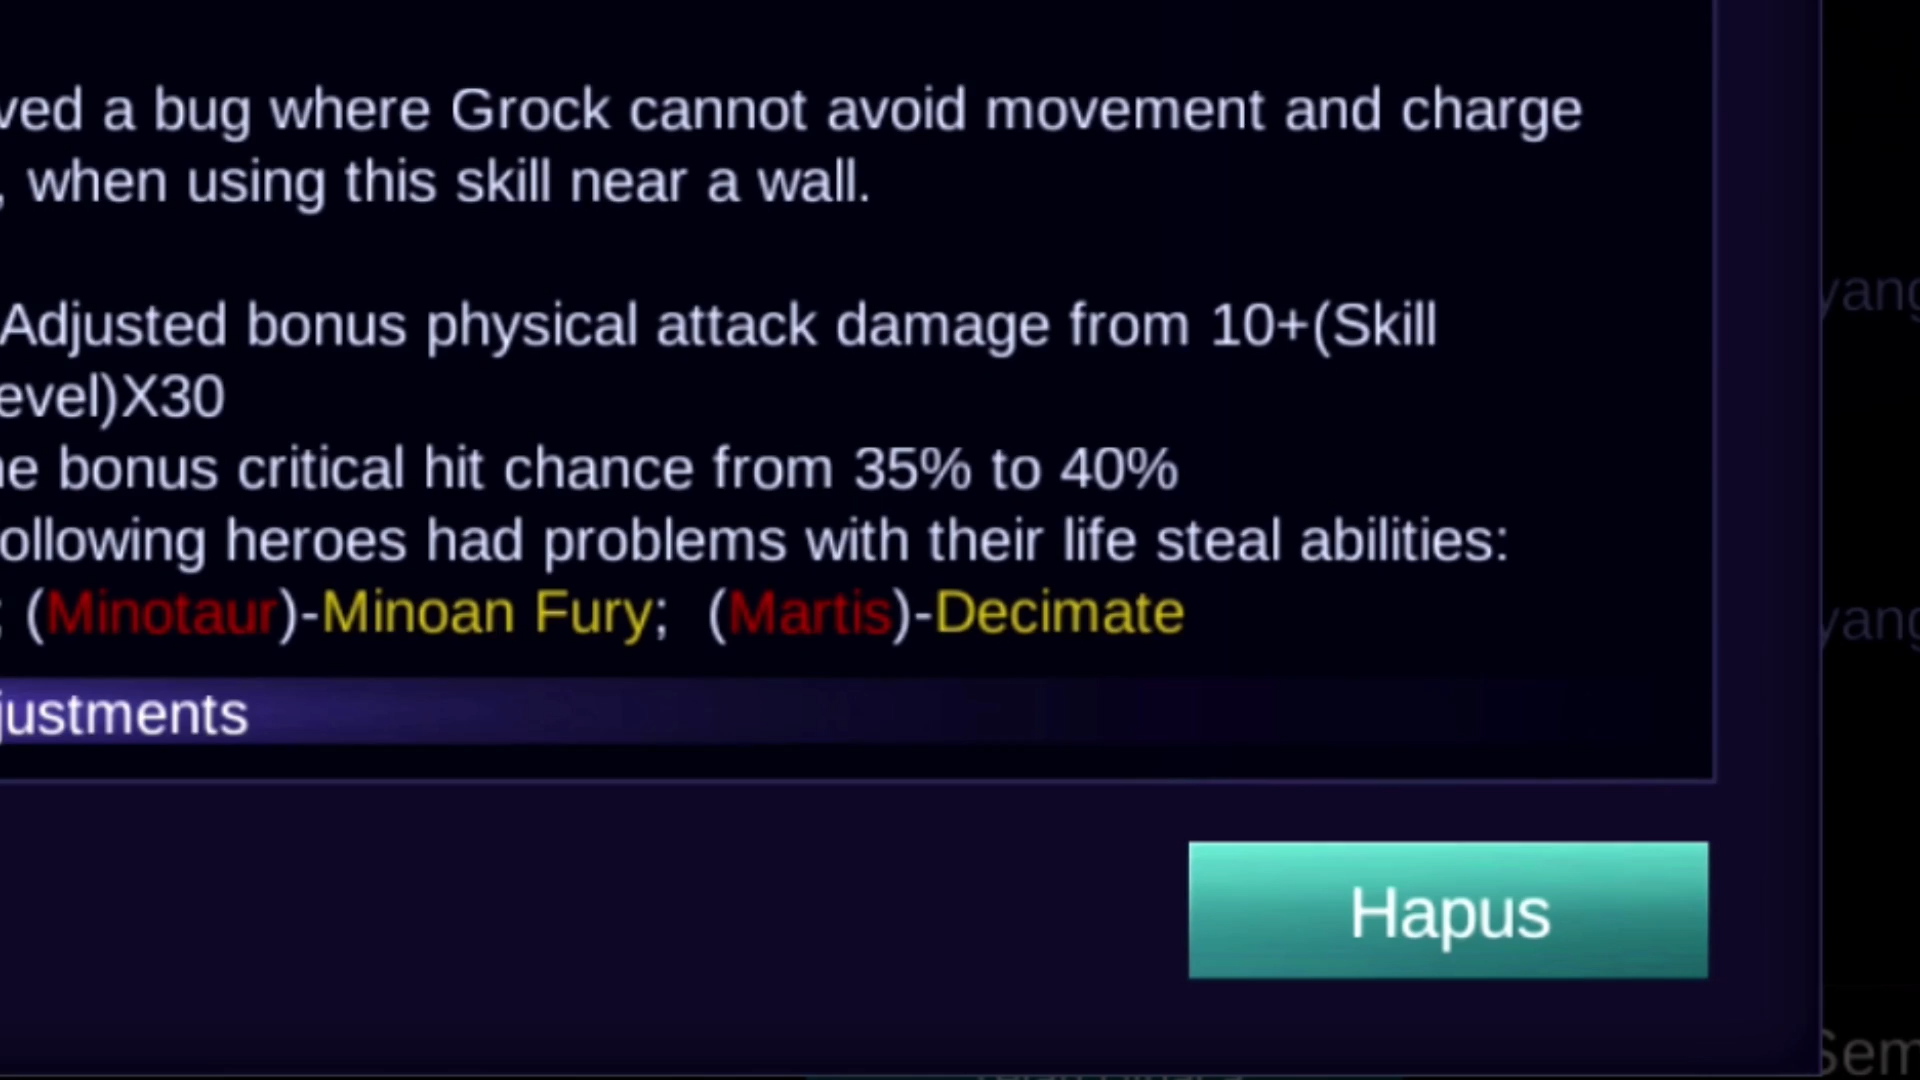 ved a bug where Grock cannot avoid movement and charge
, when using this skill near a wall.
Adjusted bonus physical attack damage from 10+(Skill
evel)X30
e bonus critical hit chance from 35% to 40%
ollowing heroes had problems with their life steal abilities:
; (Minotaur)-Minoan Fury;  (Martis)-Decimate
justments
Hapus
yang
yang
Sem